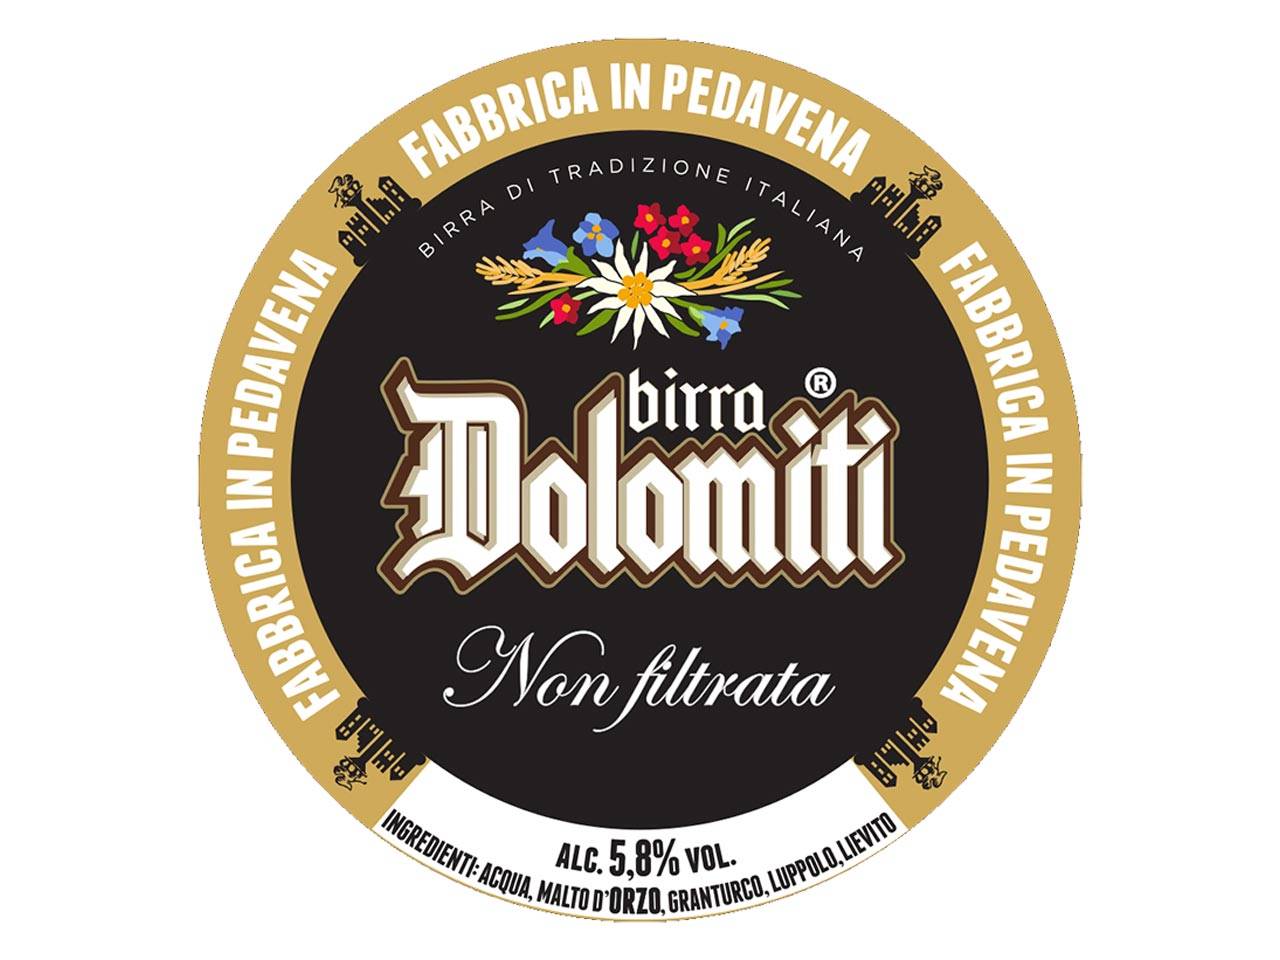 FABBRICA IN PEDAVENA
FABBRICA IN PEDAVENA
FABBRICA IN PEDAVENA
BIRRA DI TRADIZIONE ITALIANA
birra ®
Dolomiti
Non filtrata
ALC. 5,8% VOL.
INGREDIENTI: ACQUA, MALTO D'ORZO, GRANTURCO, LUPPOLO, LIEVITO